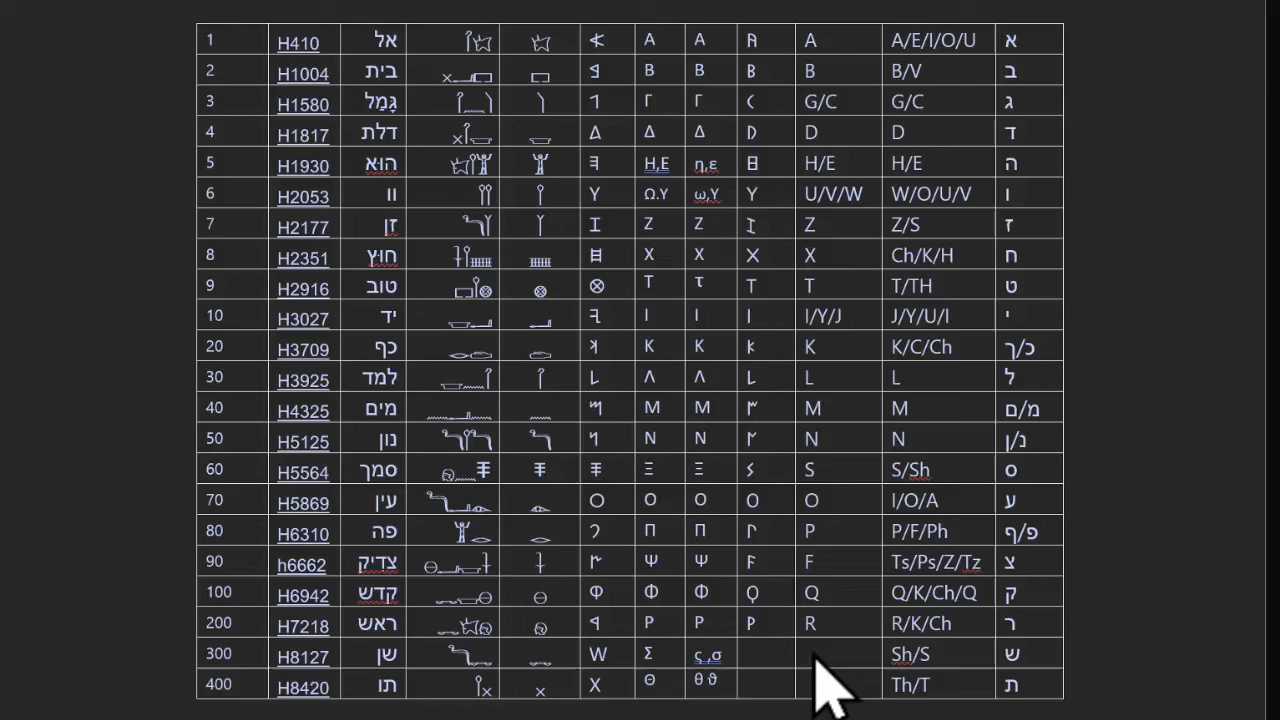 1 H410 אל A A A A/E/I/O/U א
2 H1004 בית B B B B B/V ב
3 H1580 גָּמַל Γ Γ G/C G/C ג
4 H1817 דלת Δ Δ D D ד
5 H1930 הוּא H,E η,ε H/E H/E ה
6 H2053 וו Y Ω.Y ω,Y Y U/V/W W/O/U/V ו
7 H2177 זן Z Z Z Z/S ז
8 H2351 חוּץ X X X X Ch/K/H ח
9 H2916 טוב T τ T T T/TH ט
10 H3027 יד I I I I/Y/J J/Y/U/I י
20 H3709 כף K K K K/C/Ch כ/ך
30 H3925 למד Λ Λ L L ל
40 H4325 מים M M M M מ/ם
50 H5125 נון N N N N נ/ן
60 H5564 סמך Ξ Ξ S S/Sh ס
70 H5869 עין O O O O O I/O/A ע
80 H6310 פה Π Π P P/F/Ph פ/ף
90 h6662 צדיק Ψ Ψ F Ts/Ps/Z/Tz צ
100 H6942 קדש Φ Φ Φ Q Q/K/Ch/Q ק
200 H7218 ראש P P R R/K/Ch ר
300 H8127 שן W Σ ς,σ Sh/S ש
400 H8420 תו X Θ θ ϑ Th/T ת